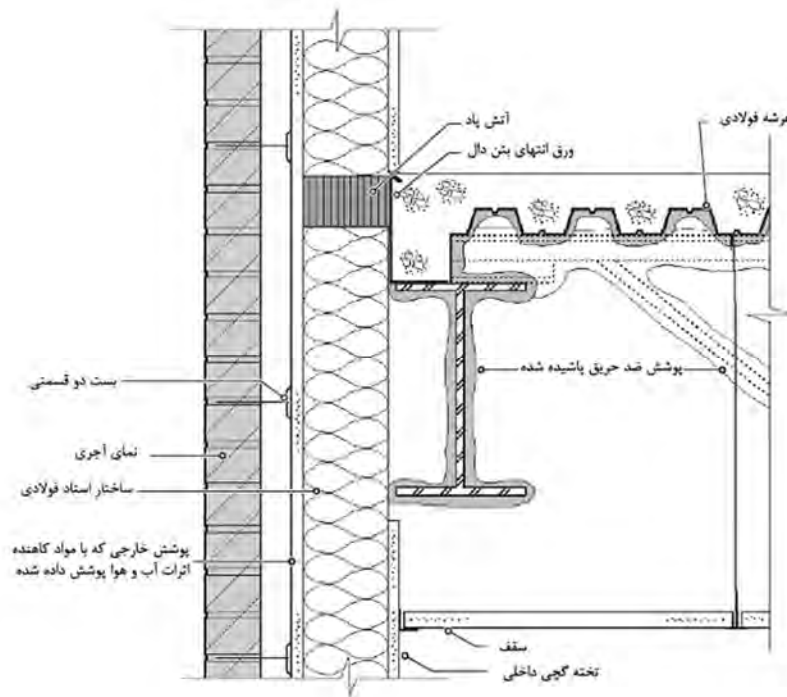 عرشه فولادی
آتش پاد
ورق انتهای بتن دال
پوشش ضد حریق پاشیده شده
بست دو قسمتی
نمای آجری
ساختار استاد فولادی
پوشش خارجی که با مواد کاهنده
اثرات آب و هوا پوشش داده شده
سقف
تخته گچی داخلی